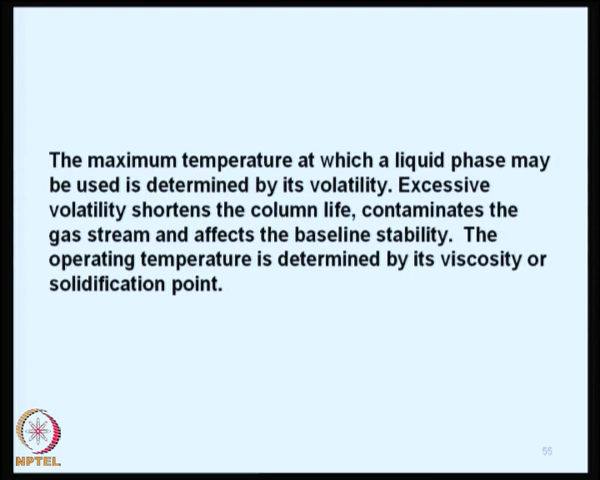 The maximum temperature at which a liquid phase may
be used is determined by its volatility. Excessive
volatility shortens the column life, contaminates the
gas stream and affects the baseline stability.  The
operating temperature is determined by its viscosity or
solidification point.
NPTEL
55